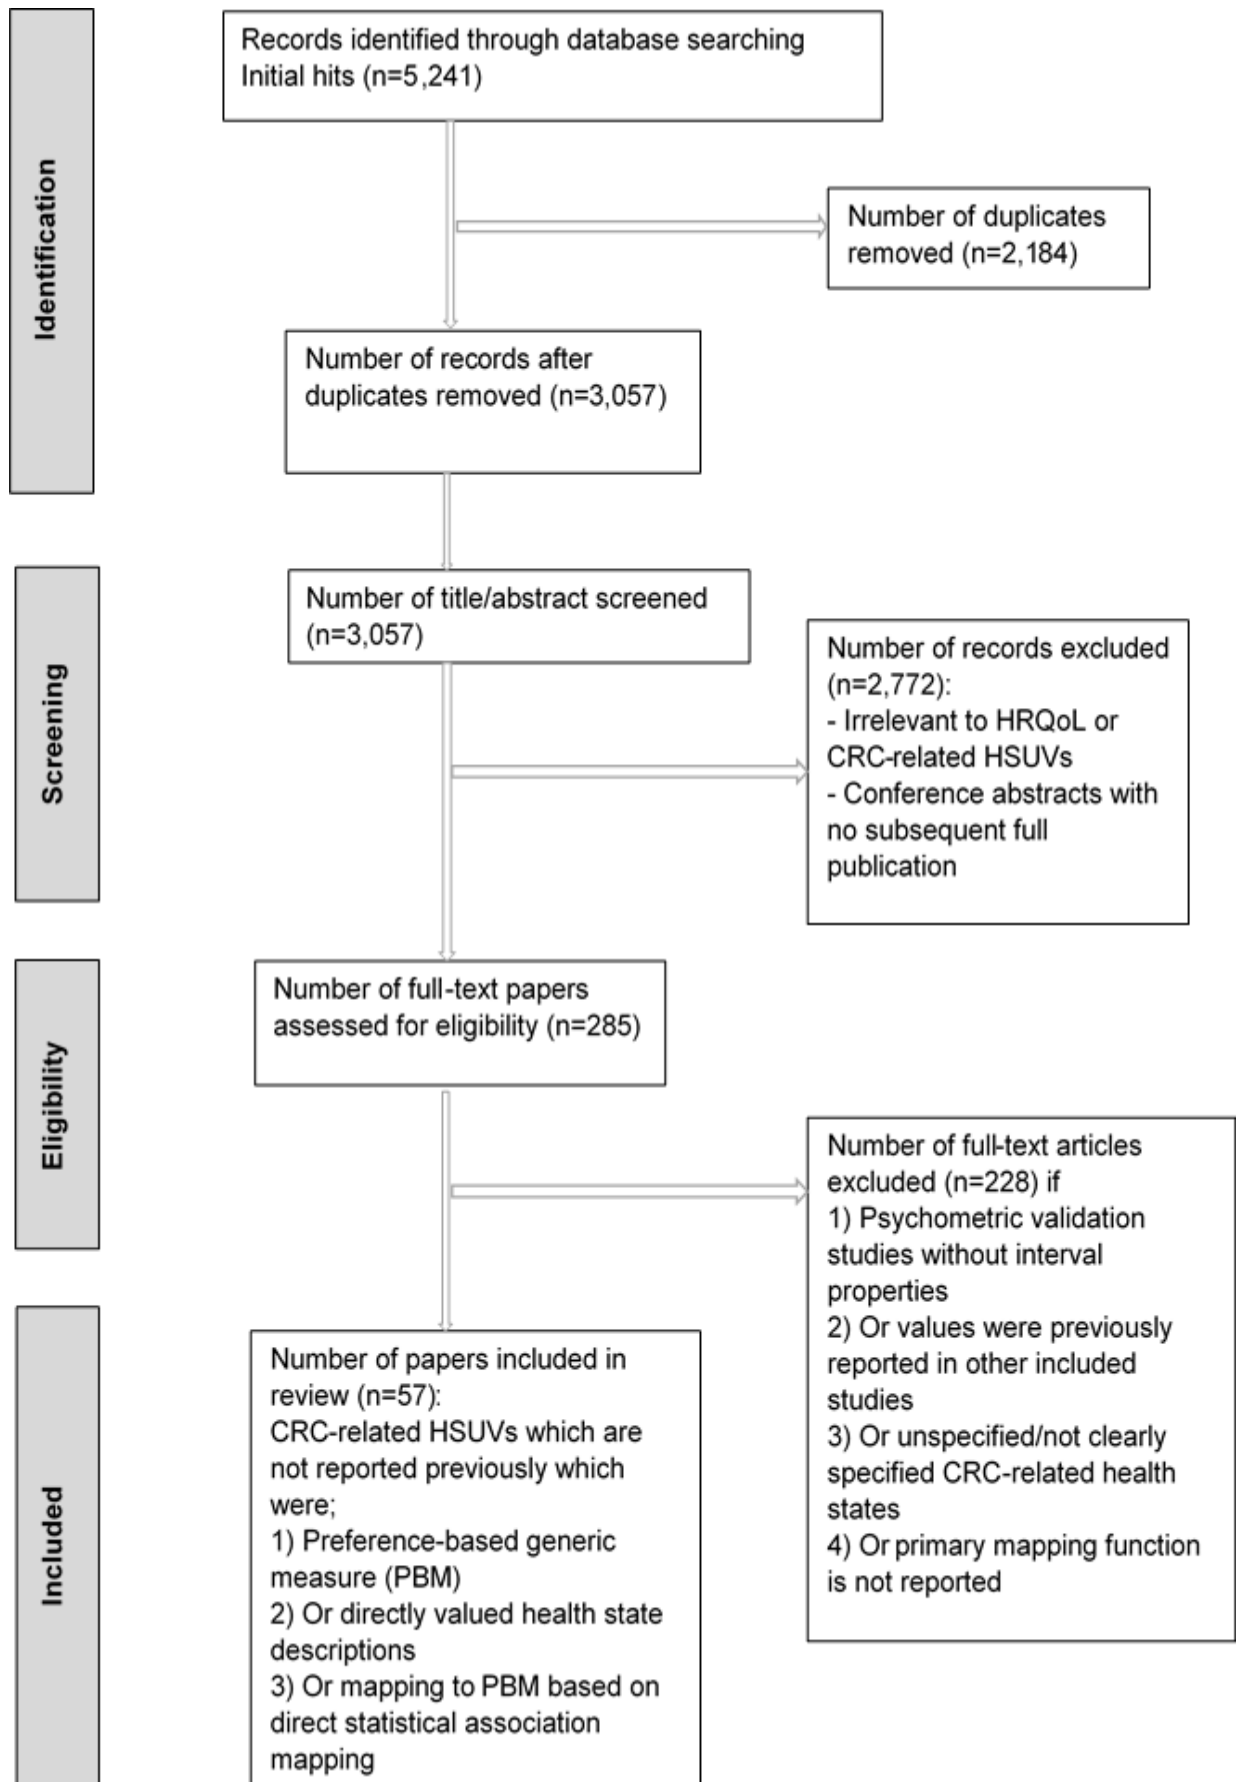 Identification
Records identified through database searching
Initial hits (n=5,241)
Number of duplicates
removed (n=2,184)
Number of records after
duplicates removed (n=3,057)
Screening
Number of title/abstract screened
(n=3,057)
Number of records excluded
(n=2,772):
- Irrelevant to HRQoL or
CRC-related HSUVs
- Conference abstracts with
no subsequent full
publication
Eligibility
Number of full-text papers
assessed for eligibility (n=285)
Number of full-text articles
excluded (n=228) if
1) Psychometric validation
studies without interval
properties
2) Or values were previously
reported in other included
studies
3) Or unspecified/not clearly
specified CRC-related health
states
4) Or primary mapping function
is not reported
Included
Number of papers included in
review (n=57):
CRC-related HSUVs which are
not reported previously which
were;
1) Preference-based generic
measure (PBM)
2) Or directly valued health state
descriptions
3) Or mapping to PBM based on
direct statistical association
mapping